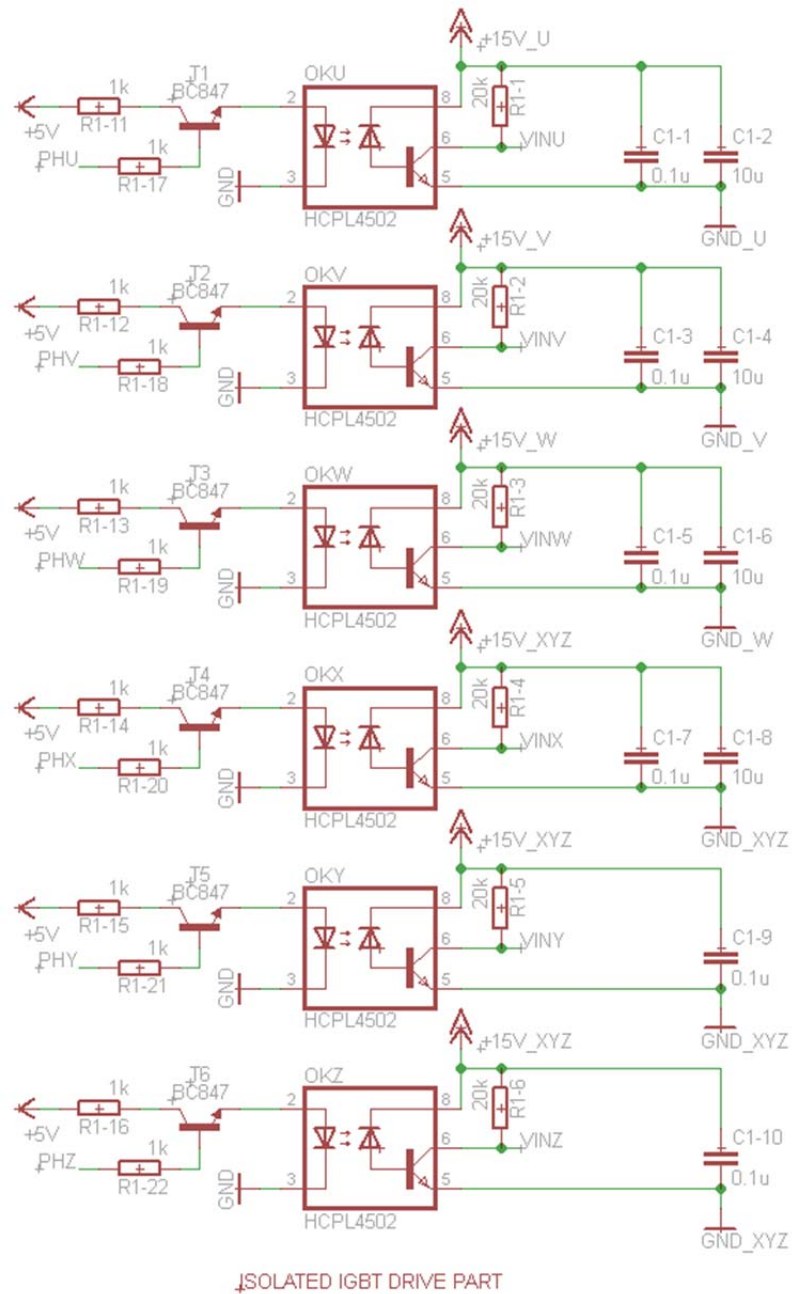 +15V_U
1k
T1
BC847
OKU
+5V
R1-11
2
8
20k
R1-1
PHU
1k
R1-17
6
VINU
C1-1
C1-2
GND
3
5
0.1u
10u
HCPL4502
GND_U
+15V_V
1k
T2
BC847
OKV
+5V
R1-12
2
8
20k
R1-2
PHV
1k
R1-18
6
VINV
C1-3
C1-4
GND
3
5
0.1u
10u
HCPL4502
GND_V
+15V_W
1k
T3
BC847
OKW
+5V
R1-13
2
8
20k
R1-3
PHW
1k
R1-19
6
VINW
C1-5
C1-6
GND
3
5
0.1u
10u
HCPL4502
GND_W
+15V_XYZ
1k
T4
BC847
OKX
+5V
R1-14
2
8
20k
R1-4
PHX
1k
R1-20
6
VINX
C1-7
C1-8
GND
3
5
0.1u
10u
HCPL4502
GND_XYZ
+15V_XYZ
1k
T5
BC847
OKY
+5V
R1-15
2
8
20k
R1-5
PHY
1k
R1-21
6
VINY
C1-9
GND
3
5
0.1u
HCPL4502
GND_XYZ
+15V_XYZ
1k
T6
BC847
OKZ
+5V
R1-16
2
8
20k
R1-6
PHZ
1k
R1-22
6
VINZ
C1-10
GND
3
5
0.1u
HCPL4502
GND_XYZ
ISOLATED IGBT DRIVE PART